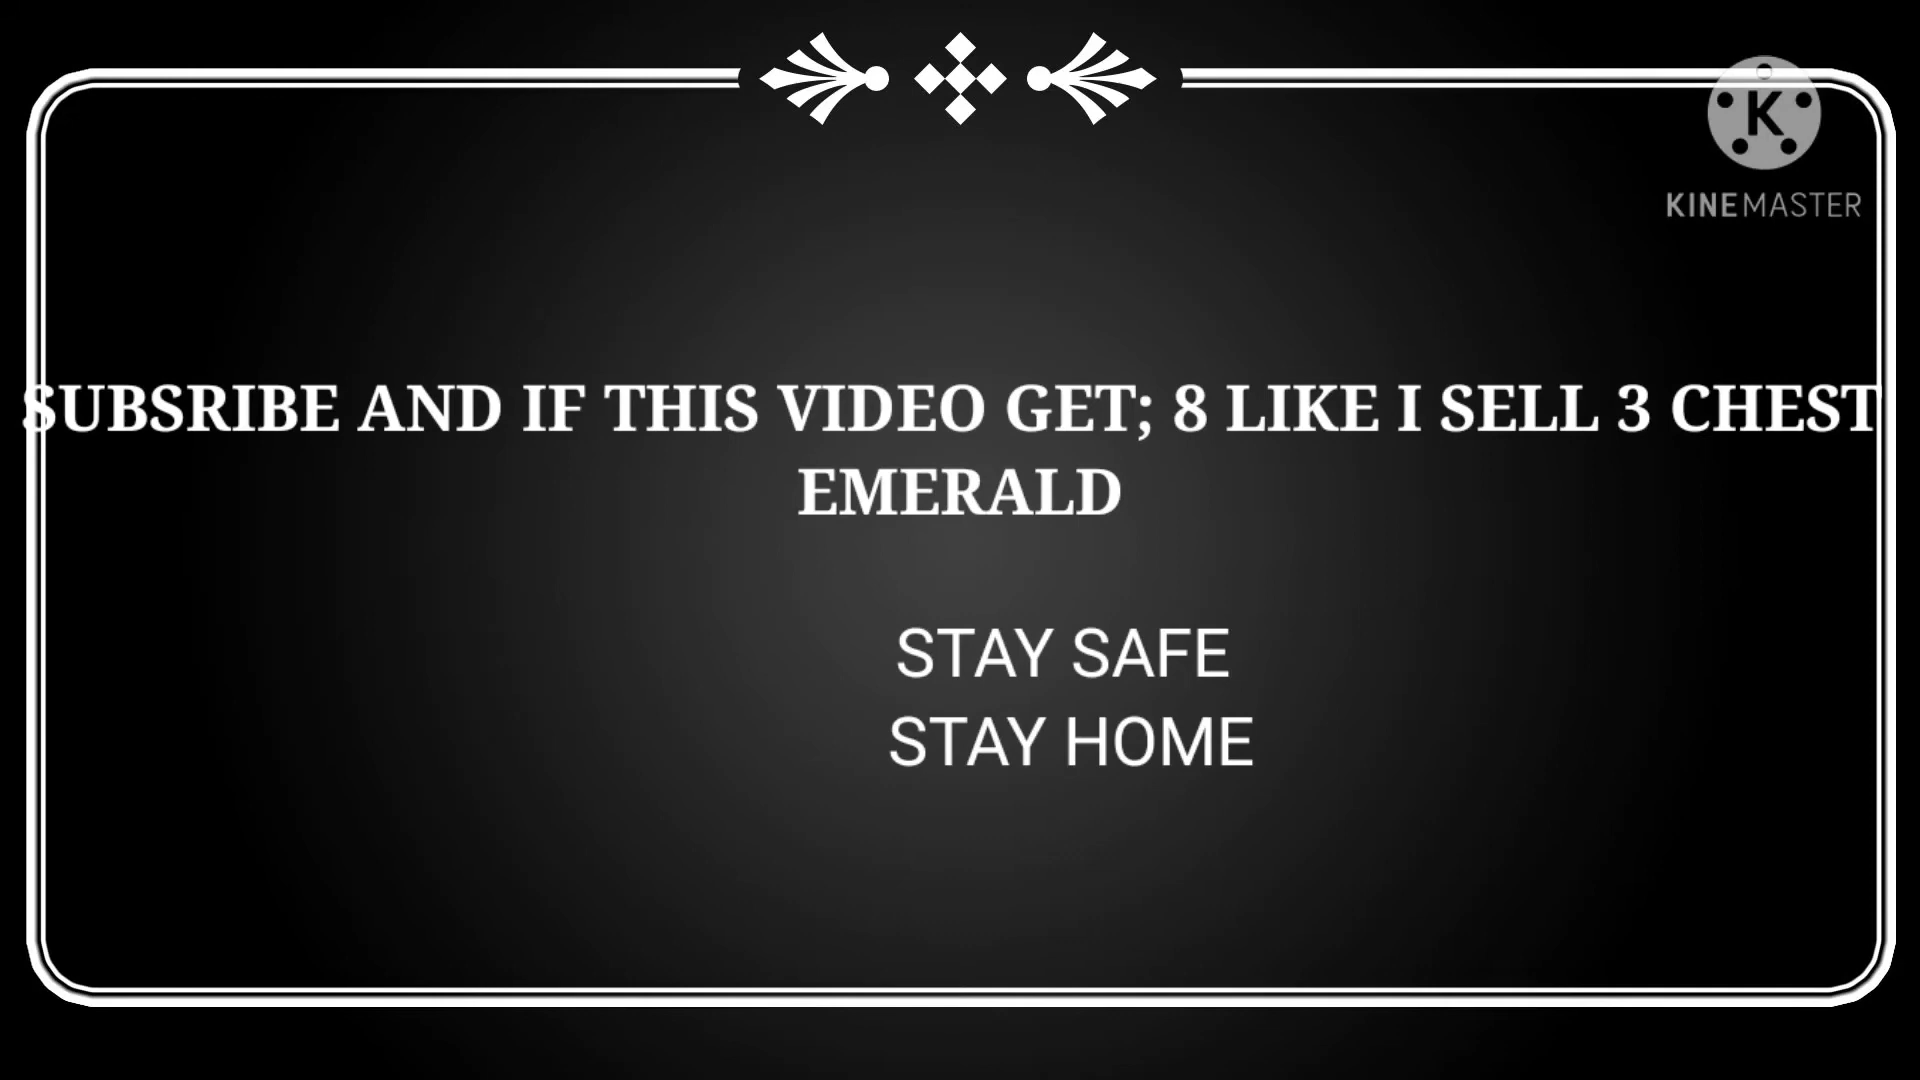 K
KINEMASTER
SUBSRIBE AND IF THIS VIDEO GET; 8 LIKE I SELL 3 CHEST
EMERALD
STAY SAFE
STAY HOME